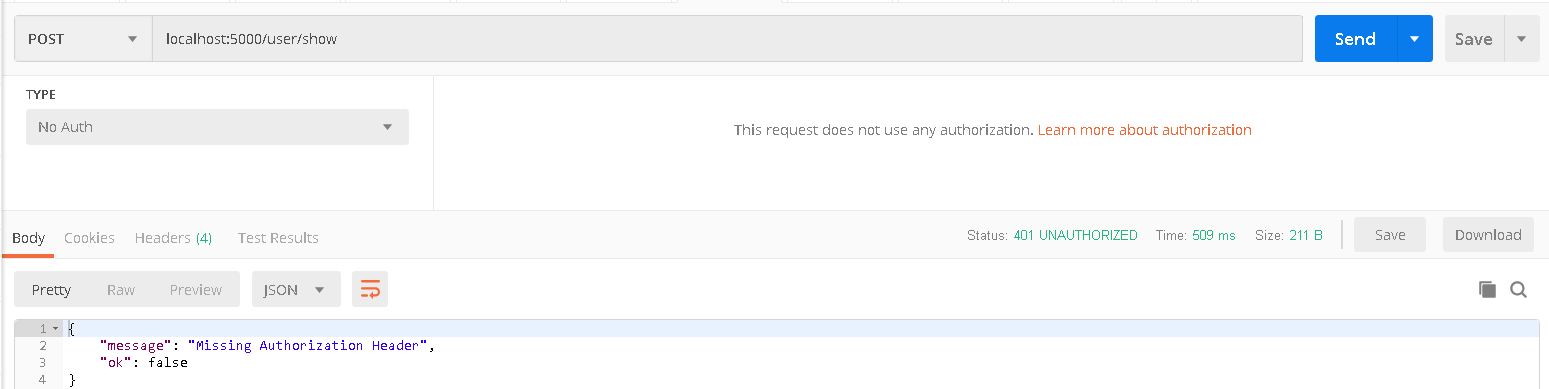 POST localhost:5000/user/show Send Save
TYPE
No Auth
This request does not use any authorization. Learn more about authorization
Body Cookies Headers (4) Test Results Status: 401 UNAUTHORIZED Time: 509 ms Size: 211 B Save Download
Pretty Raw Preview JSON
1 {
2 "message": "Missing Authorization Header",
3 "ok": false
4 }